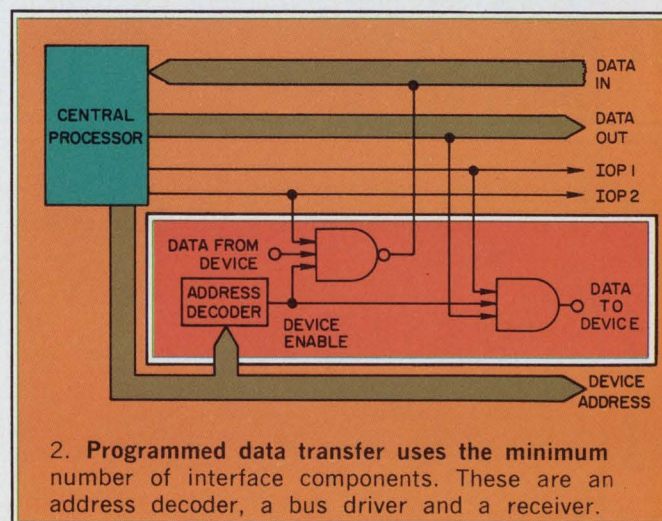 DATA
IN
CENTRAL
PROCESSOR
DATA
OUT
IOP 1
IOP 2
DATA FROM
DEVICE
ADDRESS
DECODER
DEVICE
ENABLE
DATA
TO
DEVICE
DEVICE
ADDRESS
2. Programmed data transfer uses the minimum
number of interface components. These are an
address decoder, a bus driver and a receiver.